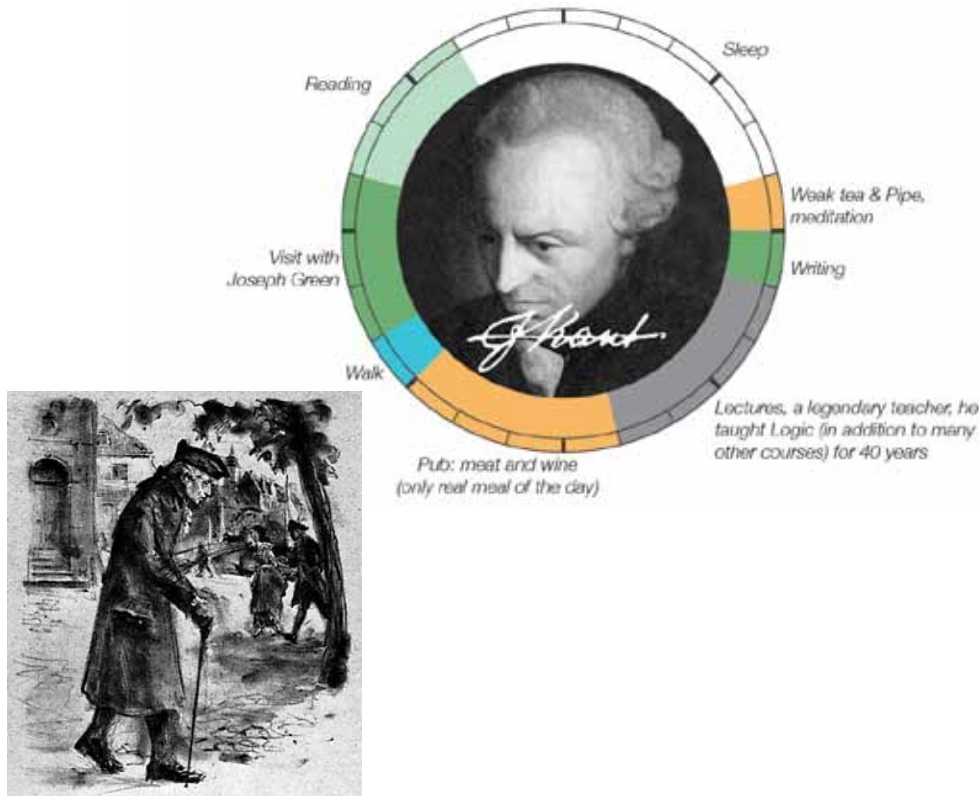 Sleep
Reading
Weak tea & Pipe,
meditation
Visit with
Joseph Green
Writing
J Kant.
Walk
Lectures, a legendary teacher, he
taught Logic (in addition to many
other courses) for 40 years
Pub: meat and wine
(only real meal of the day)